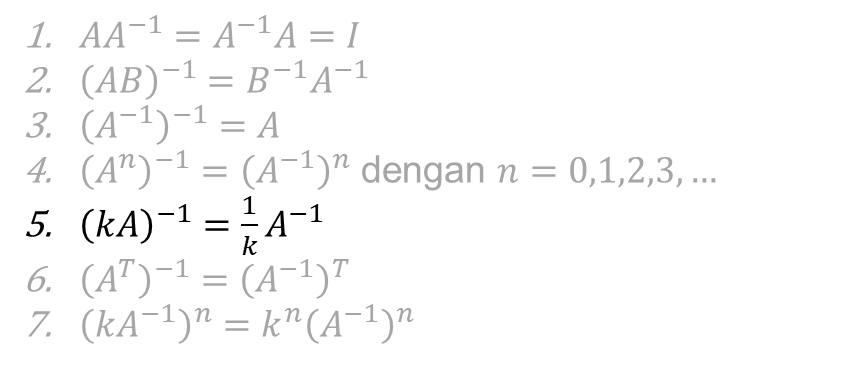 1. AA⁻¹ = A⁻¹A = I
2. (AB)⁻¹ = B⁻¹A⁻¹
3. (A⁻¹)⁻¹ = A
4. (Aⁿ)⁻¹ = (A⁻¹)ⁿ dengan n = 0,1,2,3, …
5. (kA)⁻¹ = 1/k A⁻¹
6. (Aᵀ)⁻¹ = (A⁻¹)ᵀ
7. (kA⁻¹)ⁿ = kⁿ(A⁻¹)ⁿ